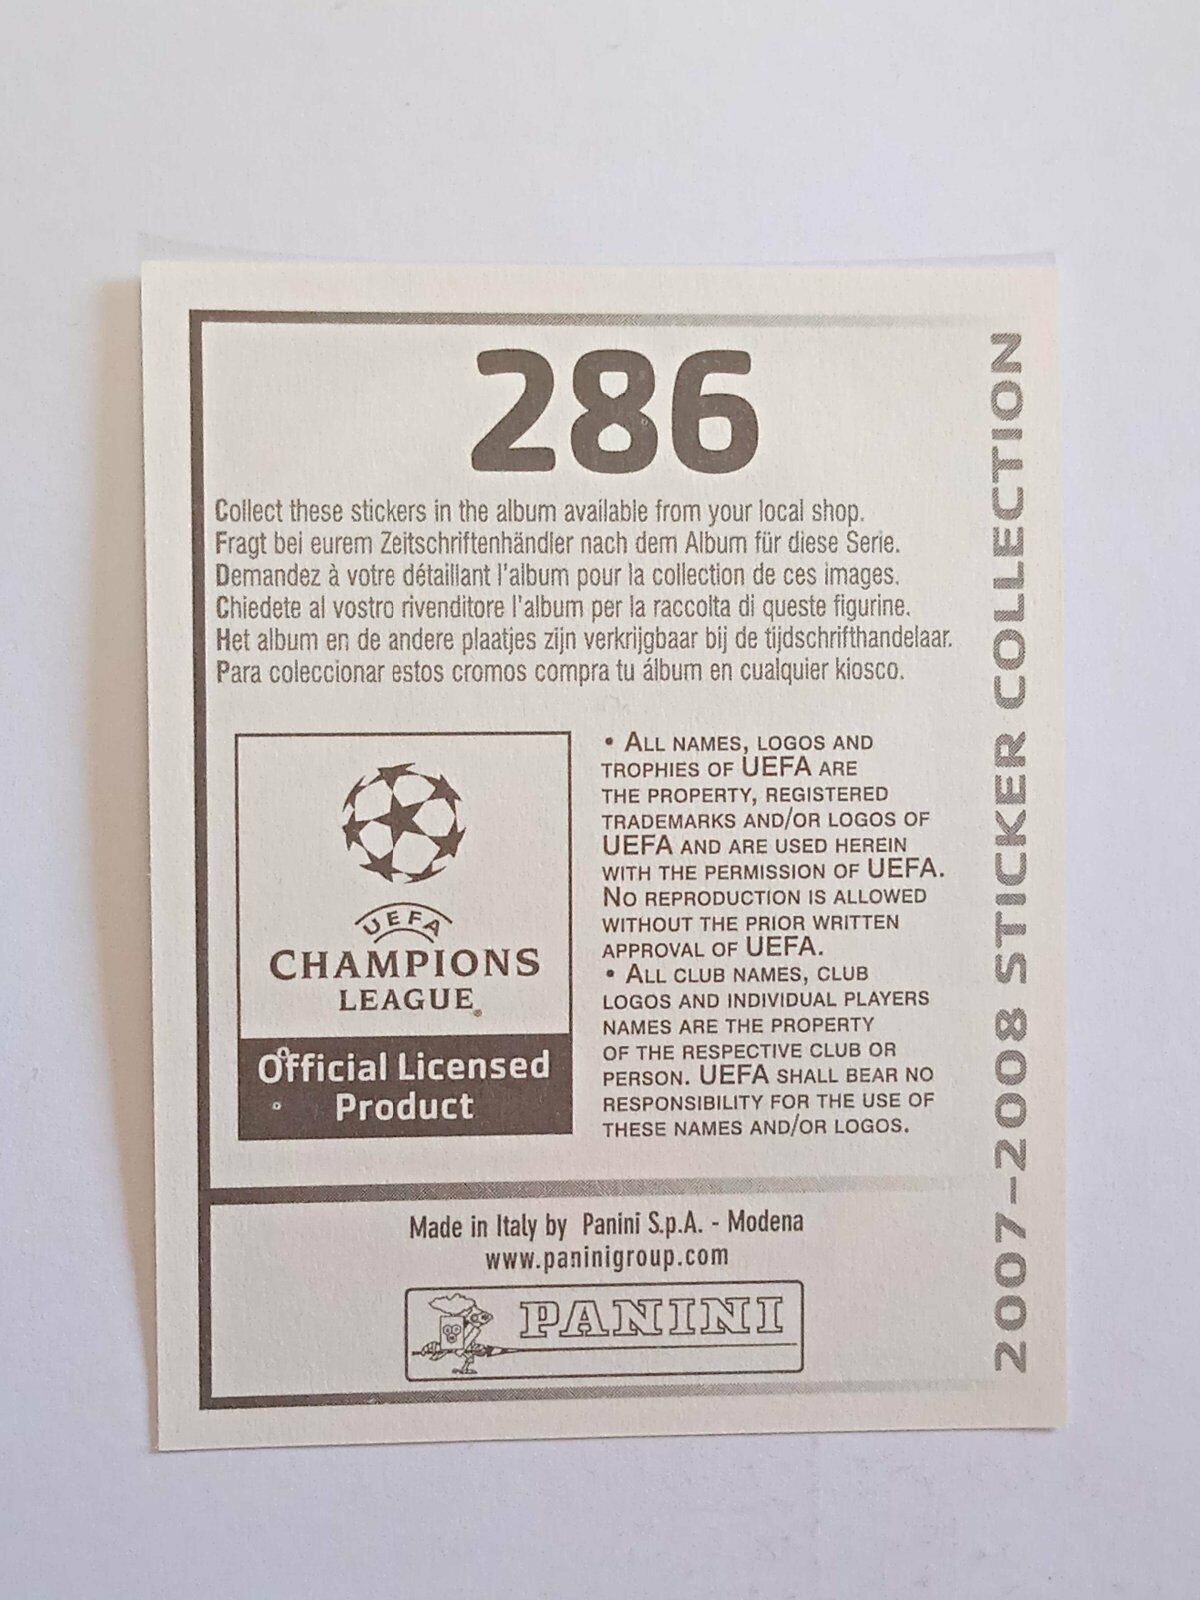 286
Collect these stickers in the album available from your local shop.
Fragt bei eurem Zeitschriftenhändler nach dem Album für diese Serie.
Demandez à votre détaillant l'album pour la collection de ces images.
Chiedete al vostro rivenditore l'album per la raccolta di queste figurine.
Het album en de andere plaatjes zijn verkrijgbaar bij de tijdschrifthandelaar.
Para coleccionar estos cromos compra tu álbum en cualquier kiosco.
UEFA
CHAMPIONS
LEAGUE®
Official Licensed
Product
• ALL NAMES, LOGOS AND
TROPHIES OF UEFA ARE
THE PROPERTY, REGISTERED
TRADEMARKS AND/OR LOGOS OF
UEFA AND ARE USED HEREIN
WITH THE PERMISSION OF UEFA.
NO REPRODUCTION IS ALLOWED
WITHOUT THE PRIOR WRITTEN
APPROVAL OF UEFA.
• ALL CLUB NAMES, CLUB
LOGOS AND INDIVIDUAL PLAYERS
NAMES ARE THE PROPERTY
OF THE RESPECTIVE CLUB OR
PERSON. UEFA SHALL BEAR NO
RESPONSIBILITY FOR THE USE OF
THESE NAMES AND/OR LOGOS.
Made in Italy by Panini S.p.A. - Modena
www.paninigroup.com
PANINI
2007-2008 STICKER COLLECTION